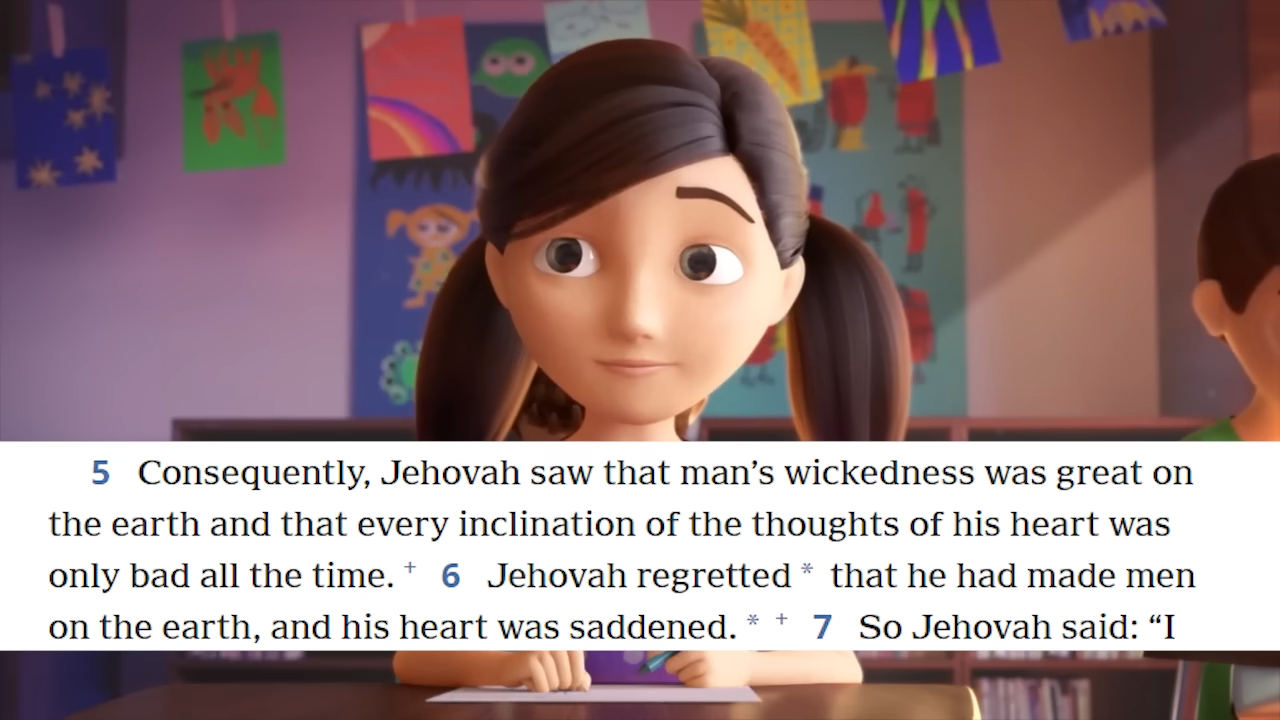 5 Consequently, Jehovah saw that man’s wickedness was great on
the earth and that every inclination of the thoughts of his heart was
only bad all the time. + 6 Jehovah regretted * that he had made men
on the earth, and his heart was saddened. * + 7 So Jehovah said: “I